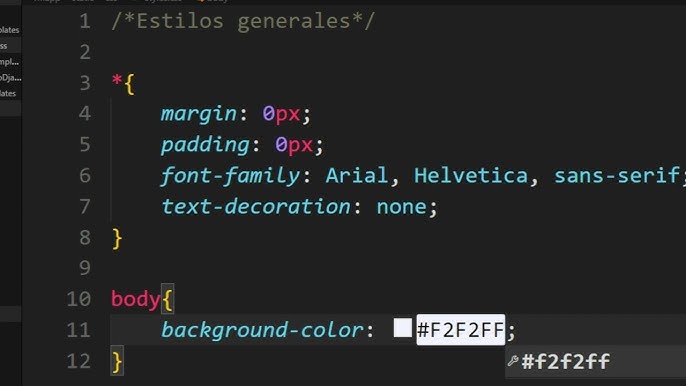 plates
ss
mpl...
oDja...
lates
1 /*Estilos generales*/
2
3 *{
4 margin: 0px;
5 padding: 0px;
6 font-family: Arial, Helvetica, sans-serif;
7 text-decoration: none;
8 }
9
10 body{
11 background-color: #F2F2FF;
12 }
#f2f2ff